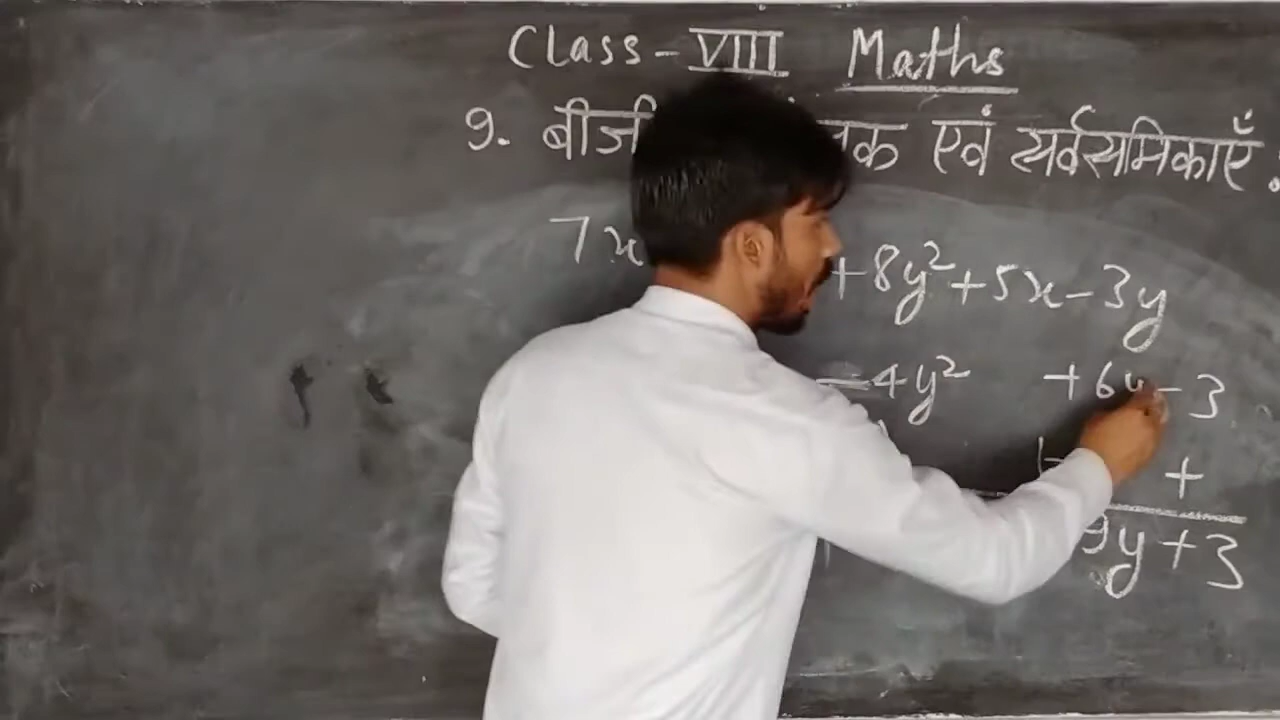 Class - VIII Maths
9. एवं सर्वसमिकाएँ :
7x +8y²+5x-3y
-4y² +6y-3
+
9y+3